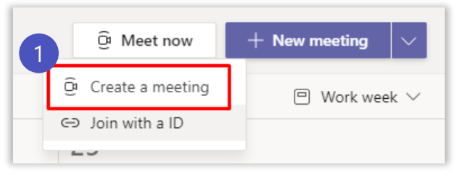 Meet now
+ New meeting
1
Create a meeting
Work week
Join with a ID